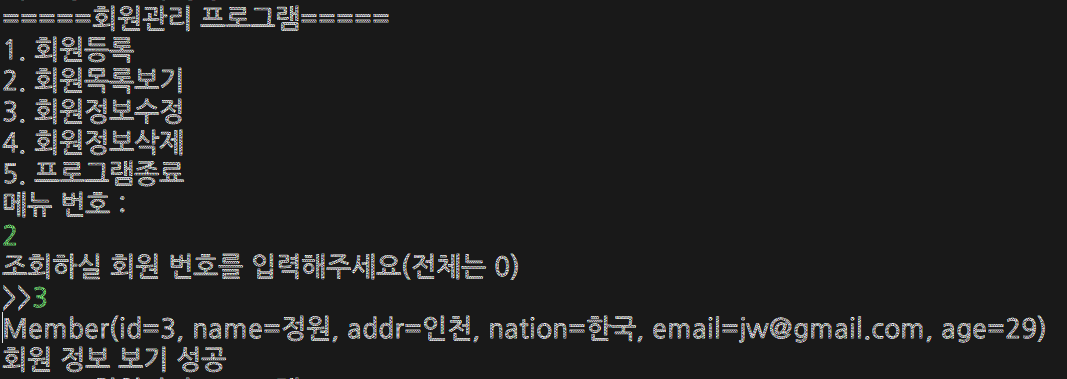 =====회원관리 프로그램=====
1. 회원등록
2. 회원목록보기
3. 회원정보수정
4. 회원정보삭제
5. 프로그램종료
메뉴 번호 :
2
조회하실 회원 번호를 입력해주세요(전체는 0)
>>3
Member(id=3, name=정원, addr=인천, nation=한국, email=jw@gmail.com, age=29)
회원 정보 보기 성공